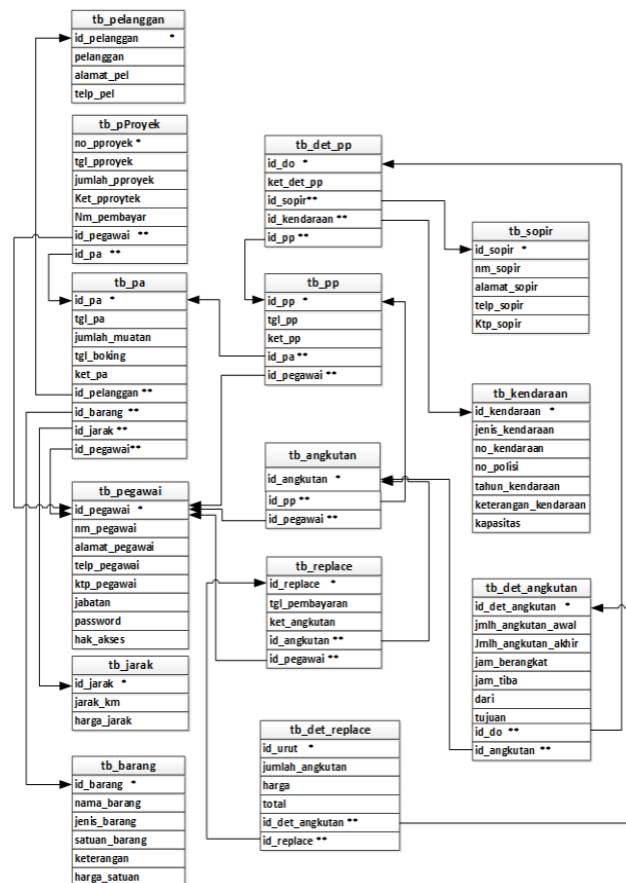 tb_pelanggan
id_pelanggan *
pelanggan
alamat_pel
telp_pel
tb_pProyek
no_pproyek *
tgl_pproyek
jumlah_pproyek
Ket_pproytek
Nm_pembayar
id_pegawai **
id_pa **
tb_pa
id_pa *
tgl_pa
jumlah_muatan
tgl_boking
ket_pa
id_pelanggan **
id_barang **
id_jarak **
id_pegawai**
tb_pegawai
id_pegawai *
nm_pegawai
alamat_pegawai
telp_pegawai
ktp_pegawai
jabatan
password
hak_akses
tb_jarak
id_jarak *
jarak_km
harga_jarak
tb_barang
id_barang *
nama_barang
jenis_barang
satuan_barang
keterangan
harga_satuan
tb_det_pp
id_do *
ket_det_pp
id_sopir**
id_kendaraan **
id_pp **
tb_pp
id_pp *
tgl_pp
ket_pp
id_pa **
id_pegawai **
tb_angkutan
id_angkutan *
id_pp **
id_pegawai **
tb_replace
id_replace *
tgl_pembayaran
ket_angkutan
id_angkutan **
id_pegawai **
tb_det_replace
id_urut *
jumlah_angkutan
harga
total
id_det_angkutan **
id_replace **
tb_sopir
id_sopir *
nm_sopir
alamat_sopir
telp_sopir
Ktp_sopir
tb_kendaraan
id_kendaraan *
jenis_kendaraan
no_kendaraan
no_polisi
tahun_kendaraan
keterangan_kendaraan
kapasitas
tb_det_angkutan
id_det_angkutan *
jmlh_angkutan_awal
Jmlh_angkutan_akhir
jam_berangkat
jam_tiba
dari
tujuan
id_do **
id_angkutan **